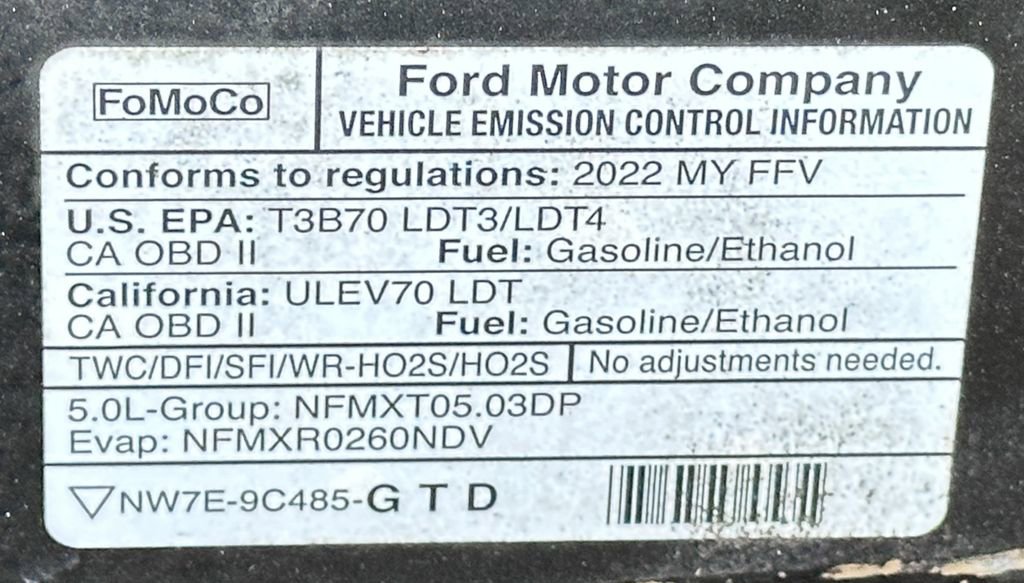 FoMoCo
Ford Motor Company
VEHICLE EMISSION CONTROL INFORMATION
Conforms to regulations: 2022 MY FFV
U.S. EPA: T3B70 LDT3/LDT4
CA OBD II Fuel: Gasoline/Ethanol
California: ULEV70 LDT
CA OBD II Fuel: Gasoline/Ethanol
TWC/DFI/SFI/WR-HO2S/HO2S No adjustments needed.
5.0L-Group: NFMXT05.03DP
Evap: NFMXR0260NDV
▽NW7E-9C485-G T D